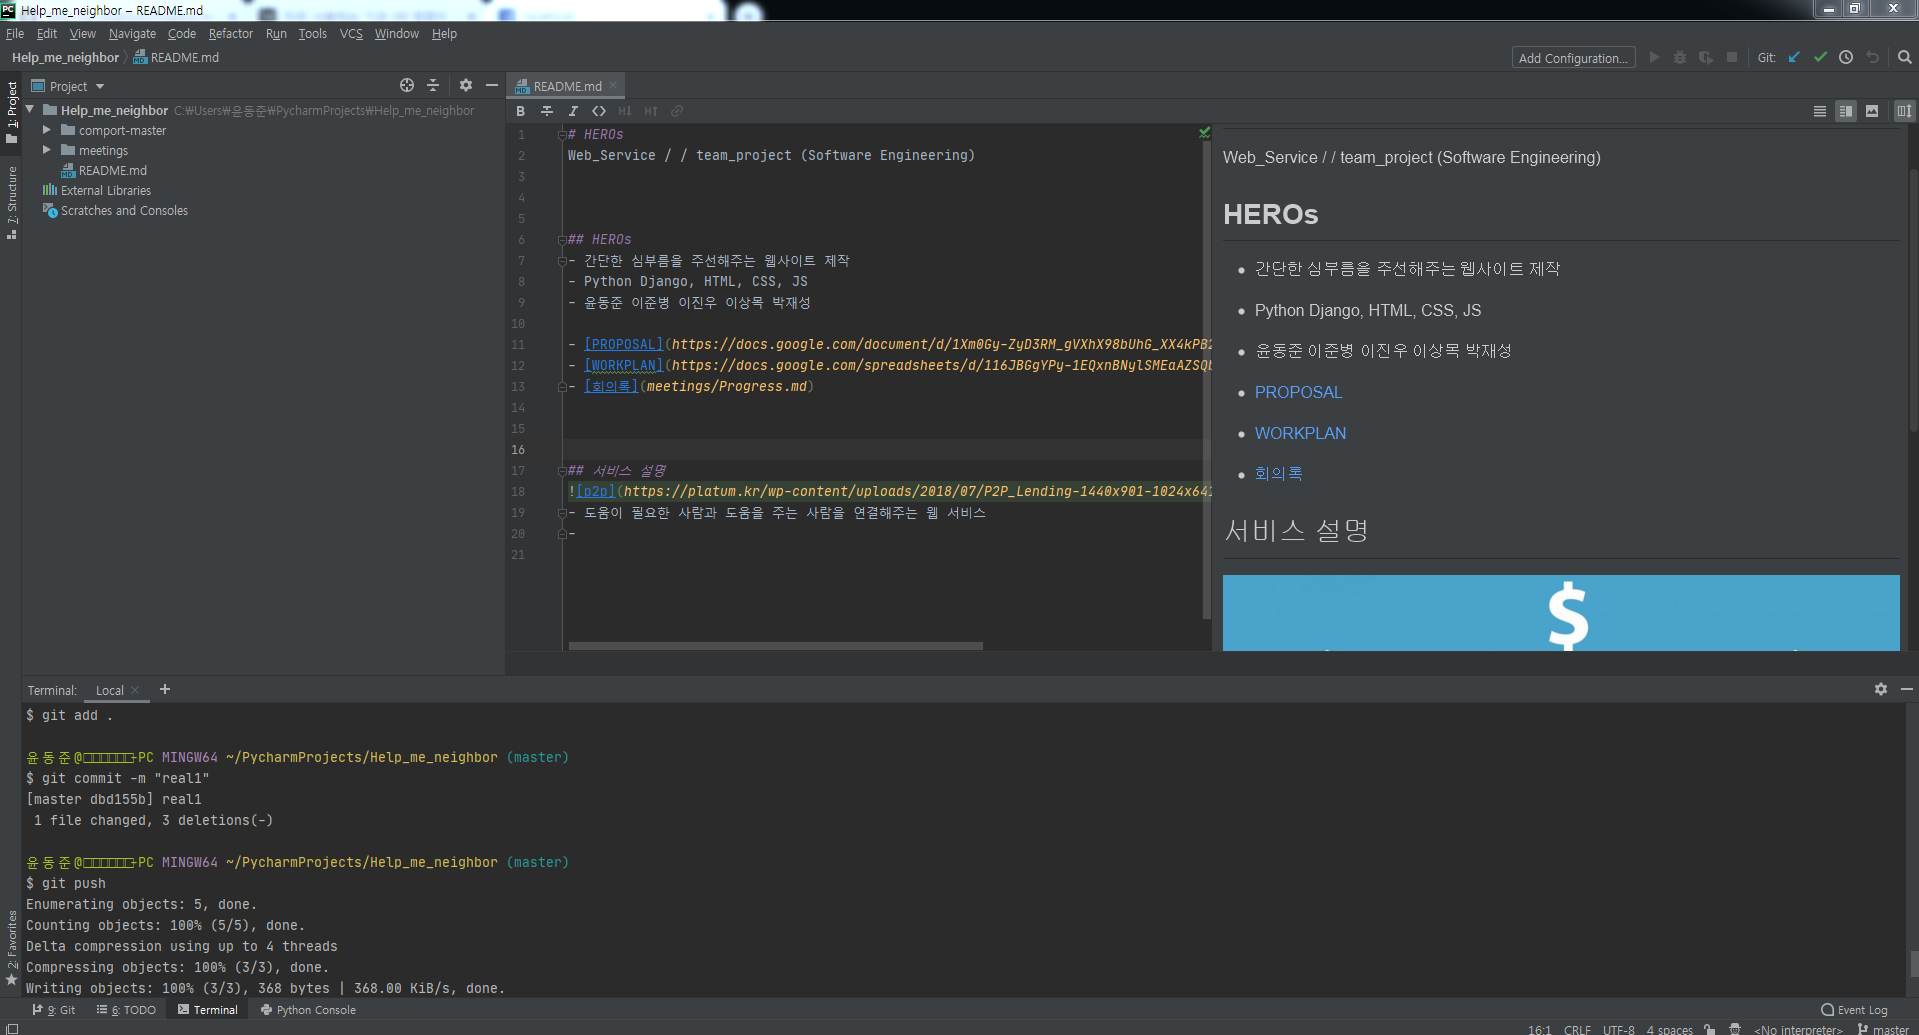 Help_me_neighbor – README.md
File Edit View Navigate Code Refactor Run Tools VCS Window Help
Help_me_neighbor README.md
Add Configuration... Git:
1: Project
7: Structure
2: Favorites
Project
Help_me_neighbor C:₩Users₩윤동준₩PycharmProjects₩Help_me_neighbor
comport-master
meetings
README.md
External Libraries
Scratches and Consoles
README.md
1 # HEROs
2 Web_Service / / team_project (Software Engineering)
3
4
5
6 ## HEROs
7 - 간단한 심부름을 주선해주는 웹사이트 제작
8 - Python Django, HTML, CSS, JS
9 - 윤동준 이준병 이진우 이상목 박재성
10
11 - [PROPOSAL](https://docs.google.com/document/d/1Xm0Gy-ZyD3RM_gVXhX98bUhG_XX4kPB2
12 - [WORKPLAN](https://docs.google.com/spreadsheets/d/116JBGgYPy-1EQxnBNylSMEaAZSQb
13 - [회의록](meetings/Progress.md)
14
15
16
17 ## 서비스 설명
18 ![p2p](https://platum.kr/wp-content/uploads/2018/07/P2P_Lending-1440x901-1024x641
19 - 도움이 필요한 사람과 도움을 주는 사람을 연결해주는 웹 서비스
20 -
21
Web_Service / / team_project (Software Engineering)
HEROs
• 간단한 심부름을 주선해주는 웹사이트 제작
• Python Django, HTML, CSS, JS
• 윤동준 이준병 이진우 이상목 박재성
• PROPOSAL
• WORKPLAN
• 회의록
서비스 설명
$
Terminal: Local +
$ git add .
윤동준@□□□□□□-PC MINGW64 ~/PycharmProjects/Help_me_neighbor (master)
$ git commit -m "real1"
[master dbd155b] real1
1 file changed, 3 deletions(-)
윤동준@□□□□□□-PC MINGW64 ~/PycharmProjects/Help_me_neighbor (master)
$ git push
Enumerating objects: 5, done.
Counting objects: 100% (5/5), done.
Delta compression using up to 4 threads
Compressing objects: 100% (3/3), done.
Writing objects: 100% (3/3), 368 bytes | 368.00 KiB/s, done.
9: Git 6: TODO Terminal Python Console Event Log
16:1 CRLF UTF-8 4 spaces <No interpreter> master